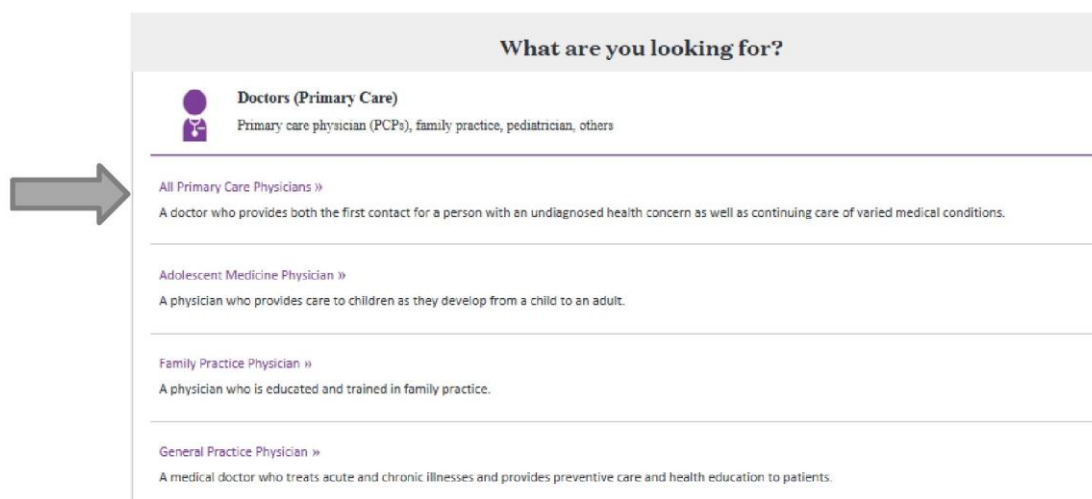 What are you looking for?
Doctors (Primary Care)
Primary care physician (PCPs), family practice, pediatrician, others
All Primary Care Physicians »
A doctor who provides both the first contact for a person with an undiagnosed health concern as well as continuing care of varied medical conditions.
Adolescent Medicine Physician »
A physician who provides care to children as they develop from a child to an adult.
Family Practice Physician »
A physician who is educated and trained in family practice.
General Practice Physician »
A medical doctor who treats acute and chronic illnesses and provides preventive care and health education to patients.